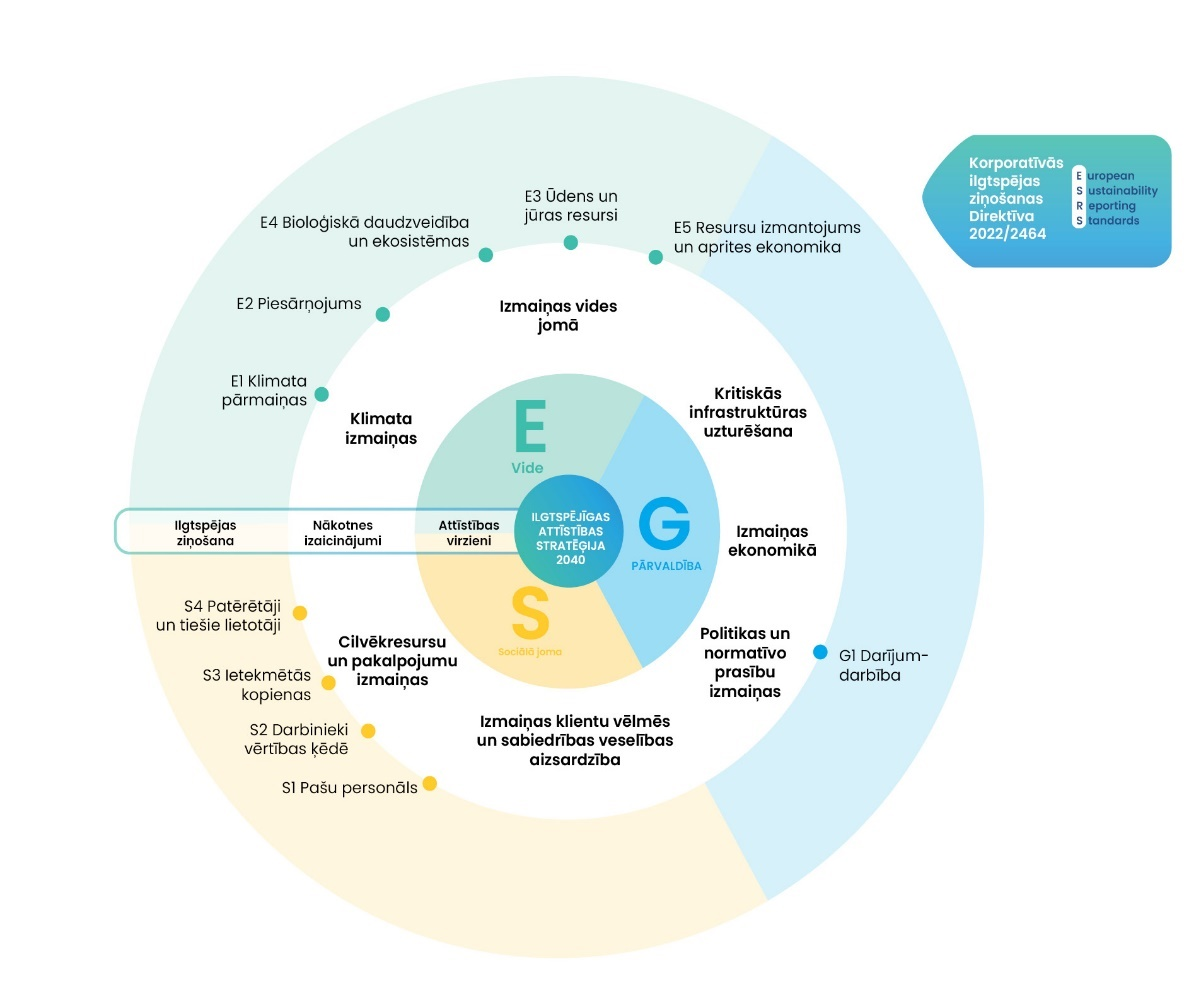 Korporatīvās
ilgtspējas
ziņošanas
Direktīva
2022/2464
European
Sustainability
Reporting
Standards
E3 Ūdens un
jūras resursi
E4 Bioloģiskā daudzveidība
un ekosistēmas
E5 Resursu izmantojums
un aprites ekonomika
E2 Piesārņojums
E1 Klimata
pārmaiņas
Izmaiņas vides
jomā
Klimata
izmaiņas
Kritiskās
infrastruktūras
uzturēšana
E
Vide
Ilgtspējas
ziņošana
Nākotnes
izaicinājumi
Attīstības
virzieni
ILGTSPĒJĪGAS
ATTĪSTĪBAS
STRATĒĢIJA
2040
G
PĀRVALDĪBA
Izmaiņas
ekonomikā
S
Sociālā joma
S4 Patērētāji
un tiešie lietotāji
S3 Ietekmētās
kopienas
S2 Darbinieki
vērtības ķēdē
S1 Pašu personāls
Cilvēkresursu
un pakalpojumu
izmaiņas
Politikas un
normatīvo
prasību
izmaiņas
G1 Darījum-
darbība
Izmaiņas klientu vēlmēs
un sabiedrības veselības
aizsardzība